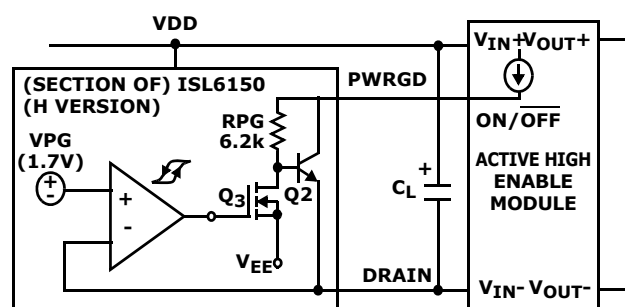 VDD
(SECTION OF) ISL6150
(H VERSION)
PWRGD
VIN+ VOUT+
VPG
(1.7V)
RPG
6.2k
ON/OFF
ACTIVE HIGH
ENABLE
MODULE
+
-
+
-
Q3
Q2
+
CL
VEE
DRAIN
VIN- VOUT-